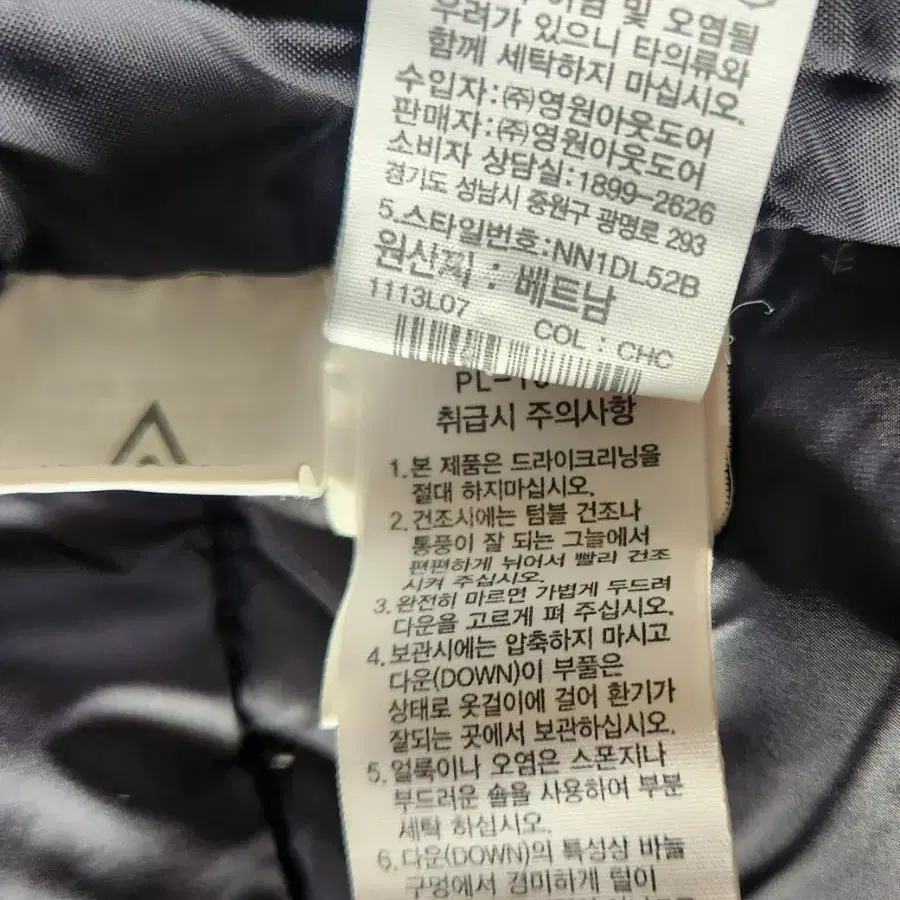 및 오염될
우려가 있으니 타의류와
함께 세탁하지 마십시오.
수입자:㈜영원아웃도어
판매자:㈜영원아웃도어
소비자 상담실:1899-2626
경기도 성남시 중원구 광명로 293
5.스타일번호:NN1DL52B
원산지 : 베트남
1113L07 COL : CHC
취급시 주의사항
1.본 제품은 드라이크리닝을
절대 하지마십시오.
2.건조시에는 텀블 건조나
통풍이 잘 되는 그늘에서
편편하게 뉘어서 빨리 건조
시켜 주십시오.
3.완전히 마르면 가볍게 두드려
다운을 고르게 펴 주십시오.
4.보관시에는 압축하지 마시고
다운(DOWN)이 부풀은
상태로 옷걸이에 걸어 환기가
잘되는 곳에서 보관하십시오.
5.얼룩이나 오염은 스폰지나
부드러운 솔을 사용하여 부분
세탁 하십시오.
6.다운(DOWN)의 특성상 바늘
구멍에서 경미하게 털이